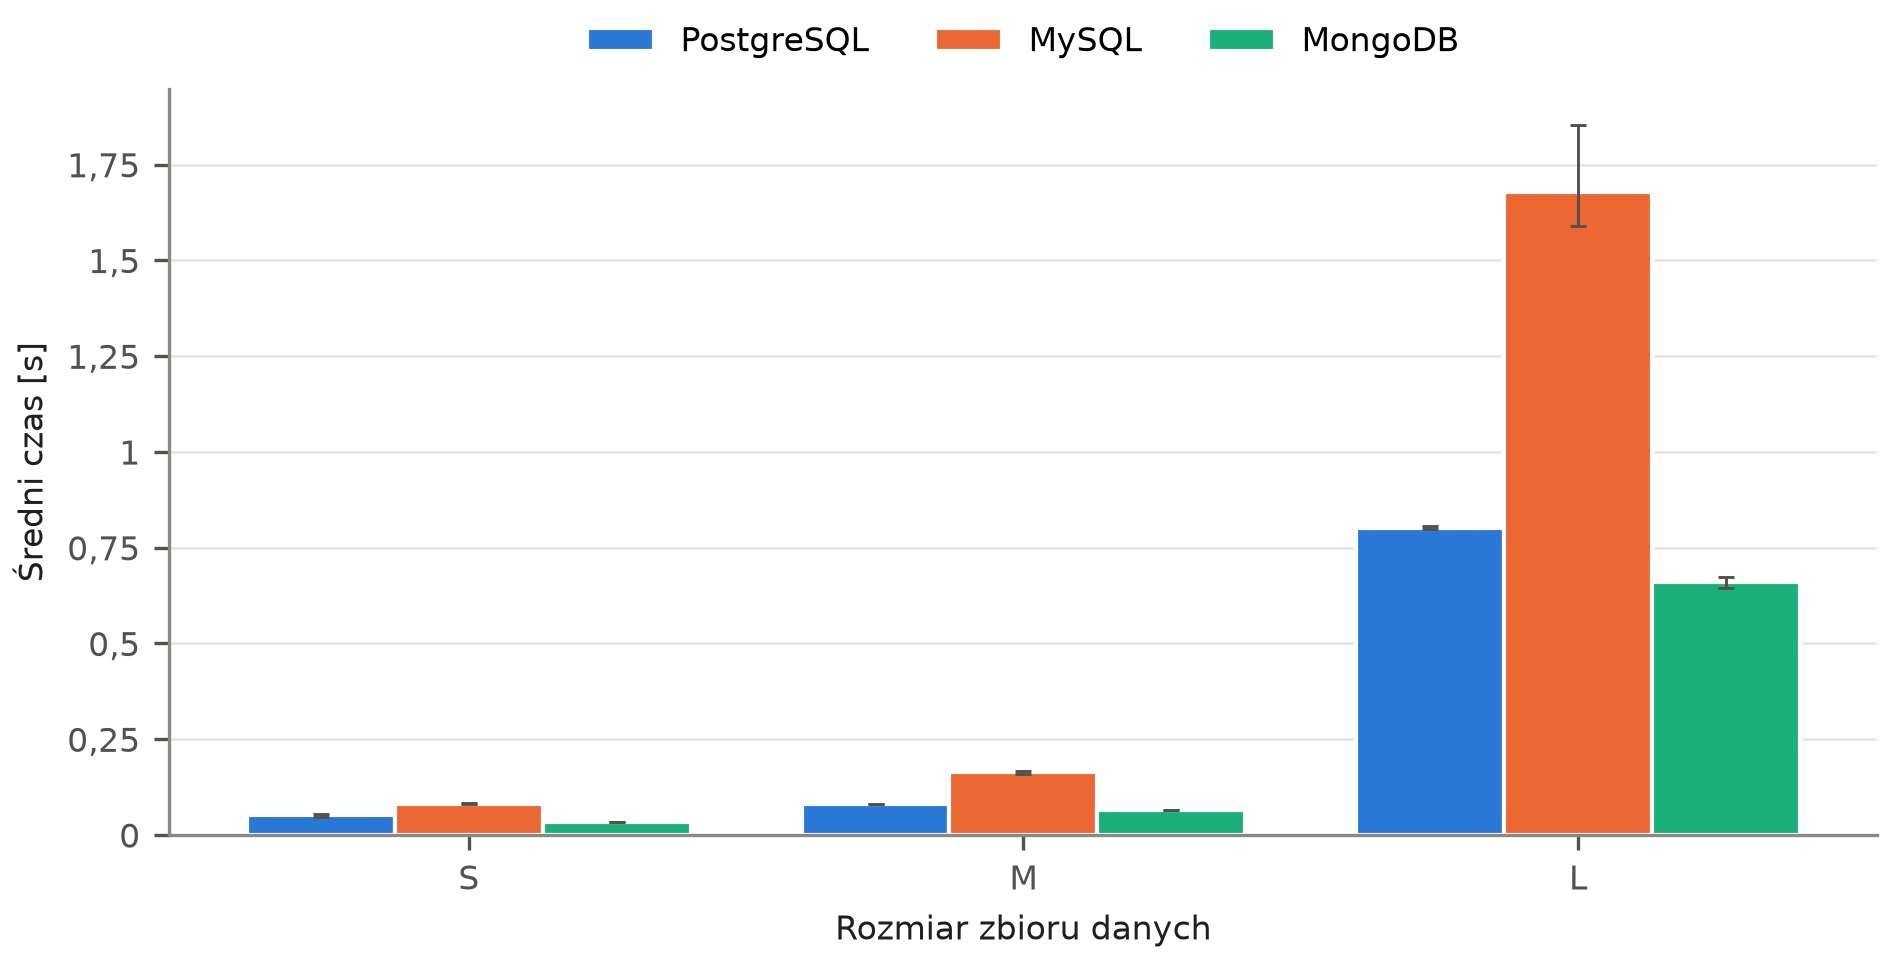 PostgreSQL MySQL MongoDB
1,75
1,5
1,25
1
0,75
0,5
0,25
0
Średni czas [s]
S M L
Rozmiar zbioru danych